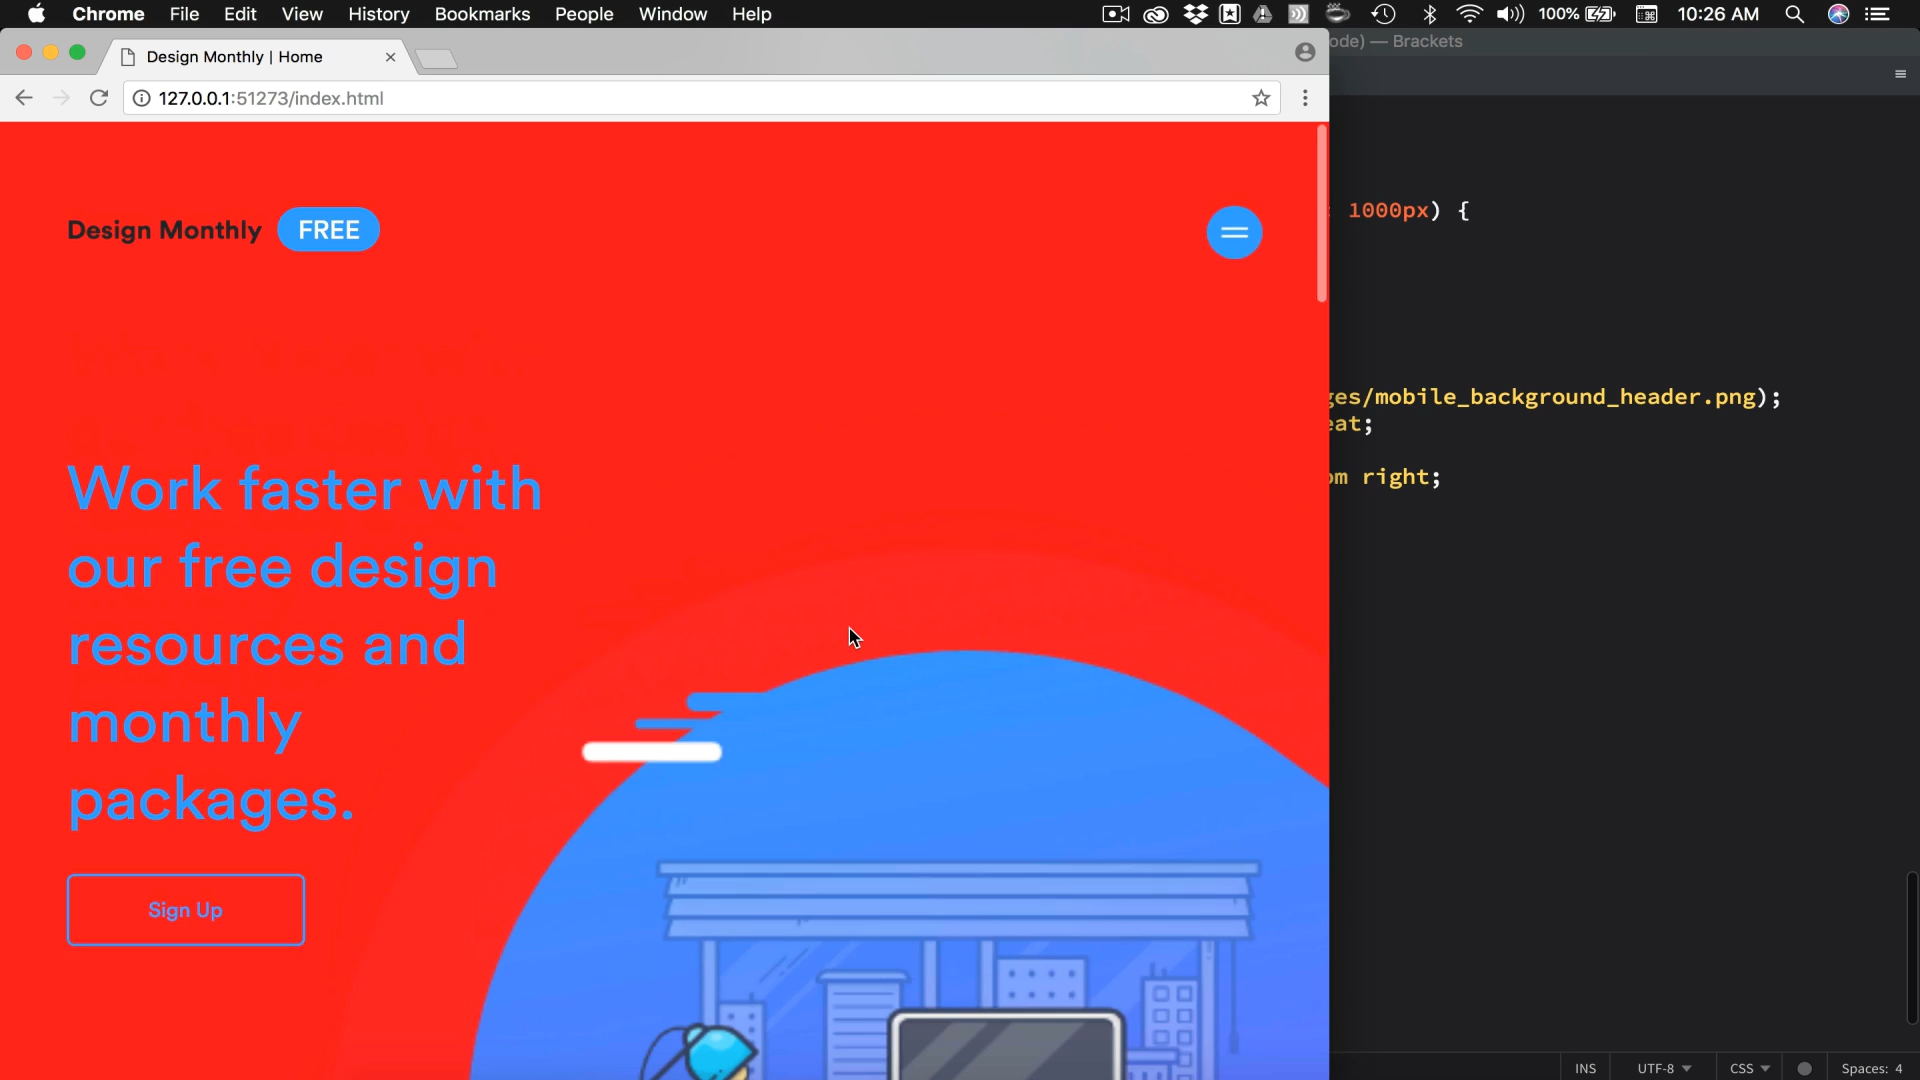 Chrome File Edit View History Bookmarks People Window Help 100% 10:26 AM
Design Monthly | Home
ode) — Brackets
127.0.0.1:51273/index.html
Design Monthly FREE
: 1000px) {
ges/mobile_background_header.png);
eat;
om right;
Work faster with
our free design
resources and
monthly
packages.
Sign Up
INS UTF-8 CSS Spaces: 4